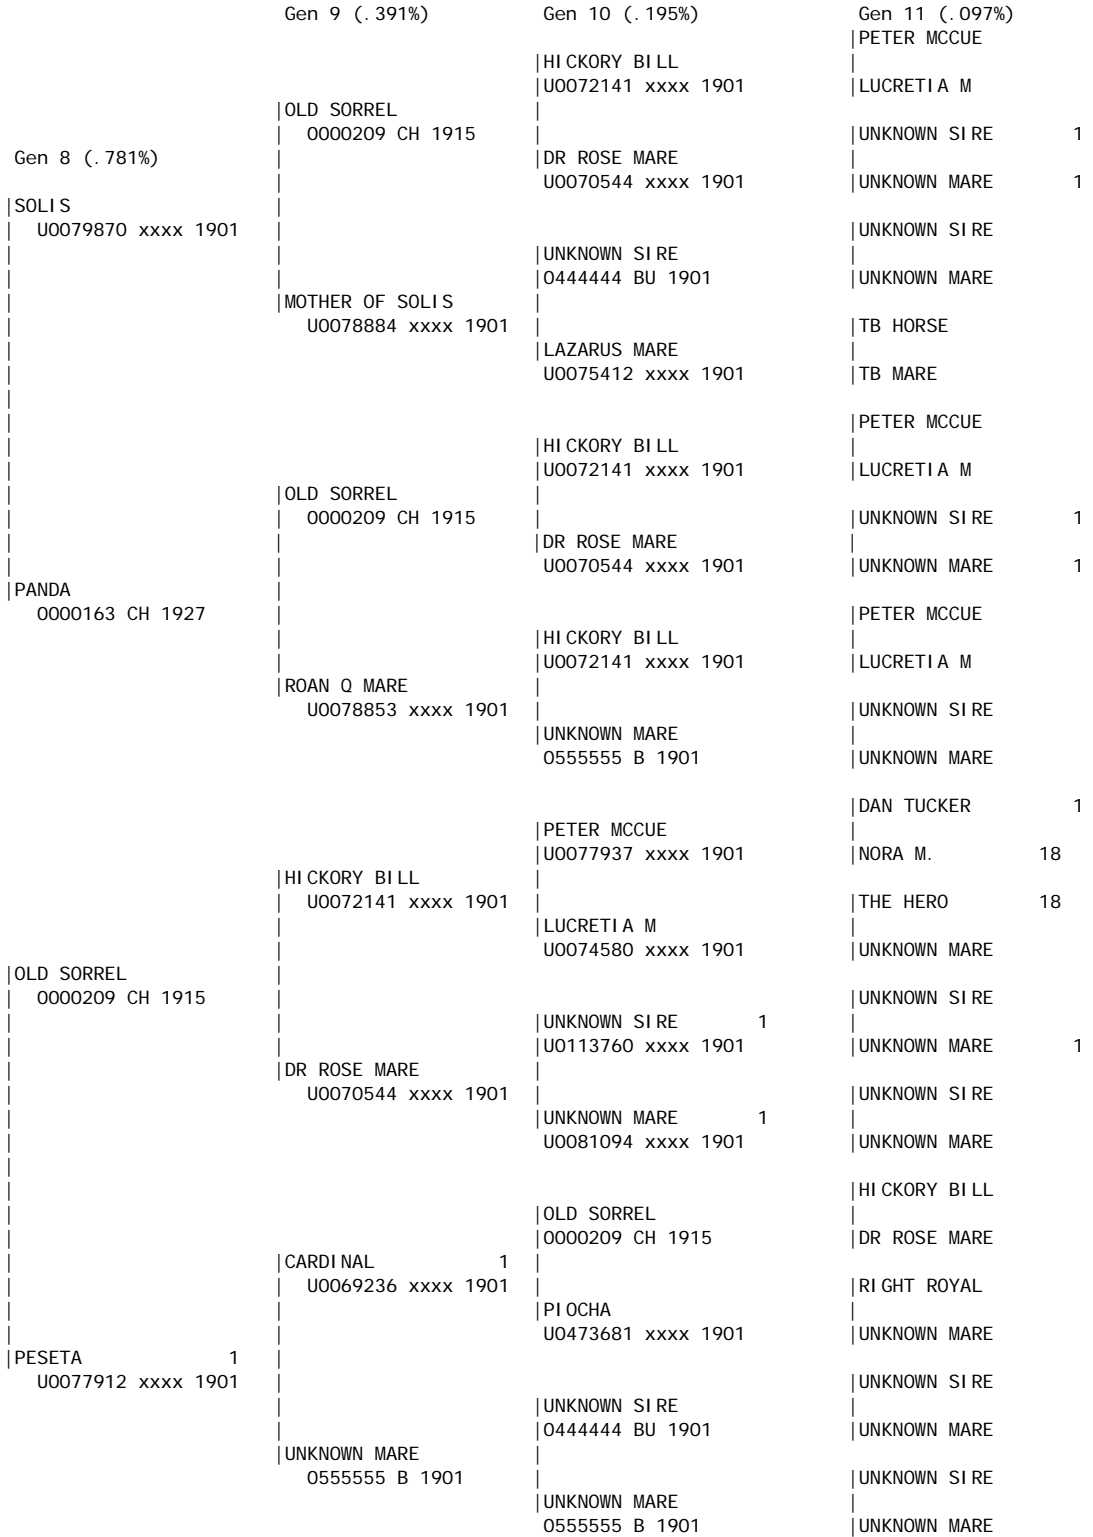 Gen 9 (.391%) Gen 10 (.195%) Gen 11 (.097%)
|PETER MCCUE
|HICKORY BILL |
|U0072141 xxxx 1901 |LUCRETIA M
|OLD SORREL |
| 0000209 CH 1915 | |UNKNOWN SIRE 1
Gen 8 (.781%) | |DR ROSE MARE |
| U0070544 xxxx 1901 |UNKNOWN MARE 1
|SOLIS |
| U0079870 xxxx 1901 | |UNKNOWN SIRE
| | |UNKNOWN SIRE |
| | |0444444 BU 1901 |UNKNOWN MARE
| |MOTHER OF SOLIS |
| U0078884 xxxx 1901 | |TB HORSE
| |LAZARUS MARE |
| U0075412 xxxx 1901 |TB MARE
|
| |PETER MCCUE
| |HICKORY BILL |
| |U0072141 xxxx 1901 |LUCRETIA M
| |OLD SORREL |
| | 0000209 CH 1915 | |UNKNOWN SIRE 1
| | |DR ROSE MARE |
| | U0070544 xxxx 1901 |UNKNOWN MARE 1
|PANDA |
0000163 CH 1927 | |PETER MCCUE
| |HICKORY BILL |
| |U0072141 xxxx 1901 |LUCRETIA M
|ROAN Q MARE |
U0078853 xxxx 1901 | |UNKNOWN SIRE
|UNKNOWN MARE |
0555555 B 1901 |UNKNOWN MARE
|DAN TUCKER 1
|PETER MCCUE |
|U0077937 xxxx 1901 |NORA M. 18
|HICKORY BILL |
| U0072141 xxxx 1901 | |THE HERO 18
| |LUCRETIA M |
| U0074580 xxxx 1901 |UNKNOWN MARE
|OLD SORREL |
| 0000209 CH 1915 | |UNKNOWN SIRE
| | |UNKNOWN SIRE 1 |
| | |U0113760 xxxx 1901 |UNKNOWN MARE 1
| |DR ROSE MARE |
| U0070544 xxxx 1901 | |UNKNOWN SIRE
| |UNKNOWN MARE 1 |
| U0081094 xxxx 1901 |UNKNOWN MARE
|
| |HICKORY BILL
| |OLD SORREL |
| |0000209 CH 1915 |DR ROSE MARE
| |CARDINAL 1 |
| | U0069236 xxxx 1901 | |RIGHT ROYAL
| | |PIOCHA |
| | U0473681 xxxx 1901 |UNKNOWN MARE
|PESETA 1 |
U0077912 xxxx 1901 | |UNKNOWN SIRE
| |UNKNOWN SIRE |
| |0444444 BU 1901 |UNKNOWN MARE
|UNKNOWN MARE |
0555555 B 1901 | |UNKNOWN SIRE
|UNKNOWN MARE |
0555555 B 1901 |UNKNOWN MARE